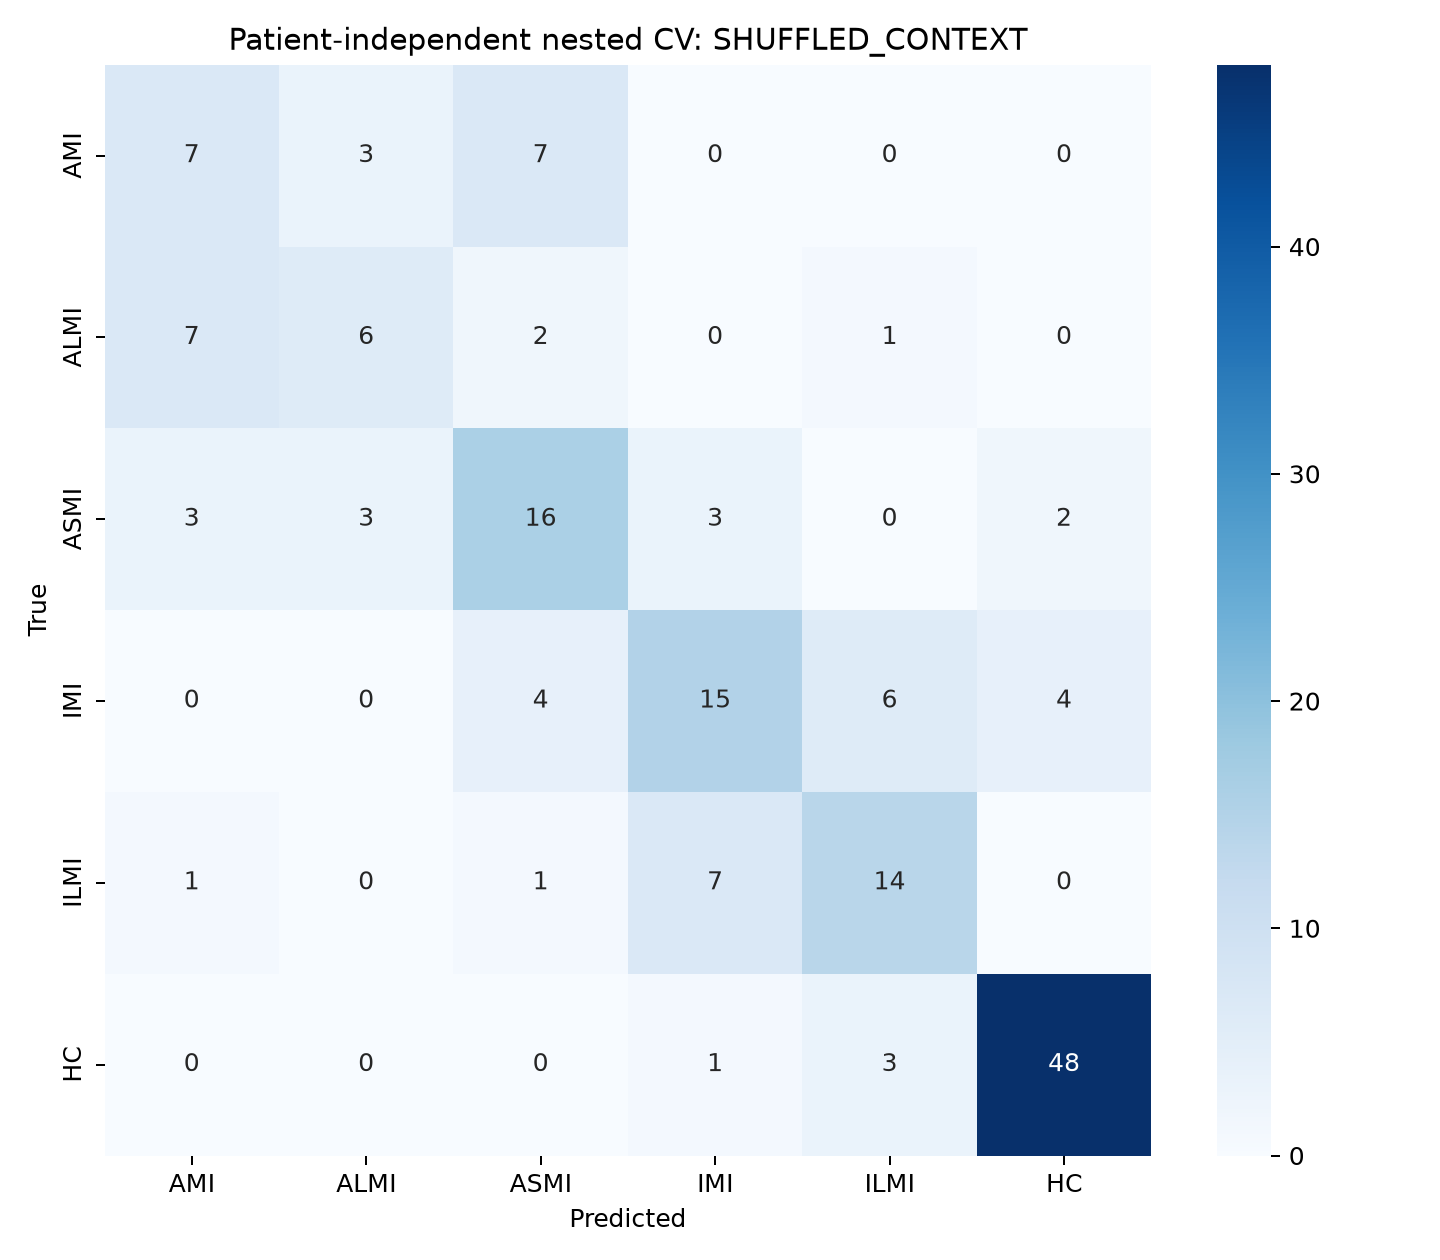 Patient-independent nested CV: SHUFFLED_CONTEXT
True
AMI 7 3 7 0 0 0
ALMI 7 6 2 0 1 0
ASMI 3 3 16 3 0 2
IMI 0 0 4 15 6 4
ILMI 1 0 1 7 14 0
HC 0 0 0 1 3 48
AMI ALMI ASMI IMI ILMI HC
Predicted
40
30
20
10
0